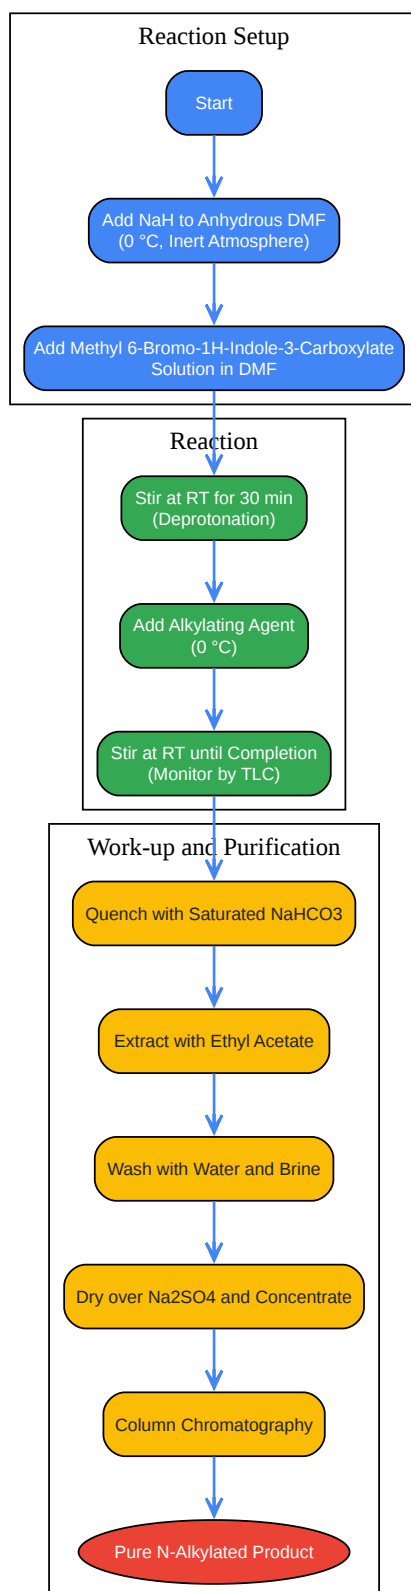 Reaction Setup
Start
Add NaH to Anhydrous DMF
(0 °C, Inert Atmosphere)
Add Methyl 6-Bromo-1H-Indole-3-Carboxylate
Solution in DMF
Reaction
Stir at RT for 30 min
(Deprotonation)
Add Alkylating Agent
(0 °C)
Stir at RT until Completion
(Monitor by TLC)
Work-up and Purification
Quench with Saturated NaHCO3
Extract with Ethyl Acetate
Wash with Water and Brine
Dry over Na2SO4 and Concentrate
Column Chromatography
Pure N-Alkylated Product